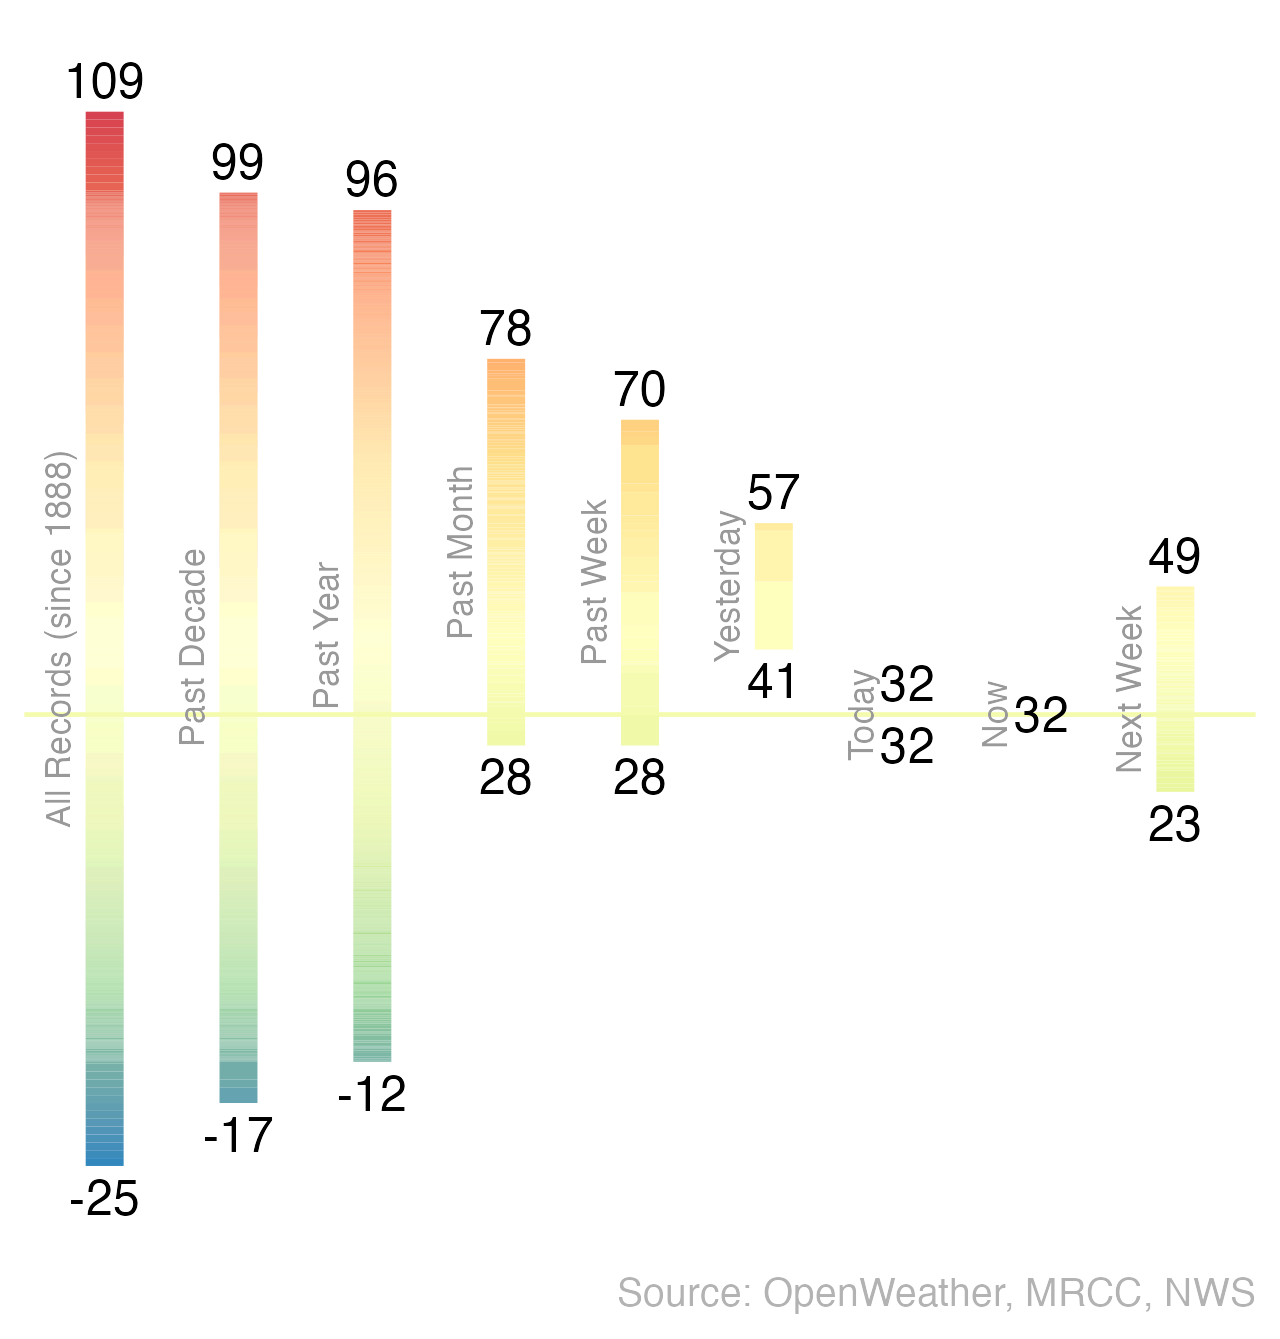 109
All Records (since 1888)
-25
99
Past Decade
-17
96
Past Year
-12
78
Past Month
28
70
Past Week
28
57
Yesterday
41
32
Today
32
Now
32
49
Next Week
23
Source: OpenWeather, MRCC, NWS